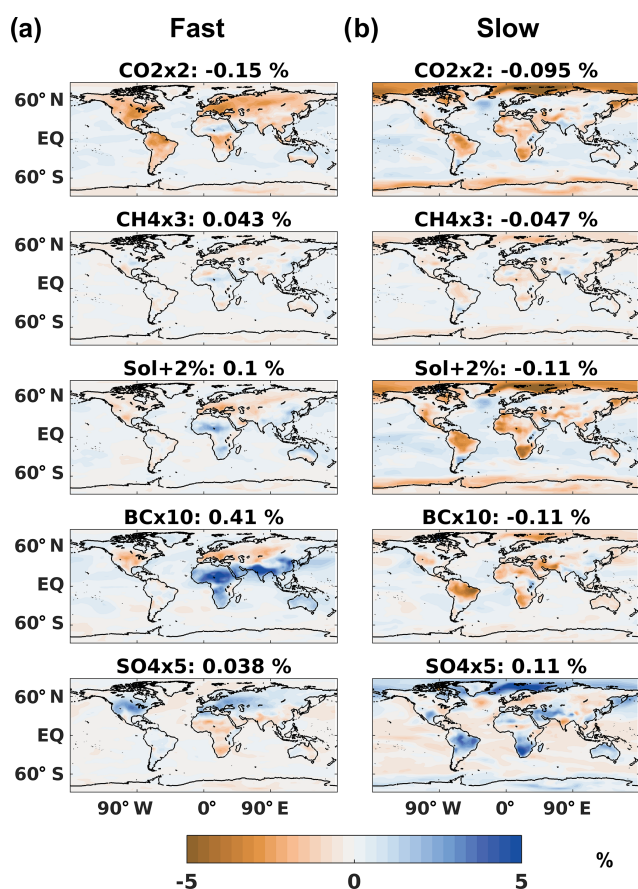 (a) Fast (b) Slow
CO2x2: -0.15 % CO2x2: -0.095 %
60° N
EQ
60° S
CH4x3: 0.043 % CH4x3: -0.047 %
60° N
EQ
60° S
Sol+2%: 0.1 % Sol+2%: -0.11 %
60° N
EQ
60° S
BCx10: 0.41 % BCx10: -0.11 %
60° N
EQ
60° S
SO4x5: 0.038 % SO4x5: 0.11 %
60° N
EQ
60° S
90° W 0° 90° E 90° W 0° 90° E
%
-5 0 5